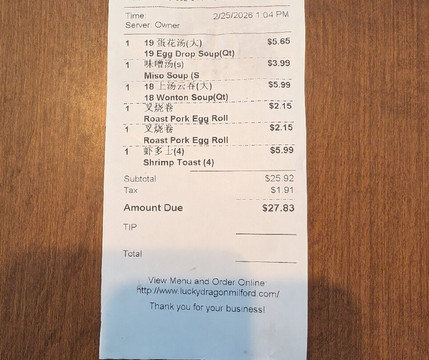 Time 2/25/2026 1:04 PM
Server: Owner
1 19 蛋花汤(大) $5.65
19 Egg Drop Soup(Qt)
1 味噌汤(s) $3.99
Miso Soup (S
1 18 上汤云吞(大) $5.99
18 Wonton Soup(Qt)
1 叉烧卷 $2.15
Roast Pork Egg Roll
1 叉烧卷 $2.15
Roast Pork Egg Roll
1 虾多士(4) $5.99
Shrimp Toast (4)
Subtotal $25.92
Tax $1.91
Amount Due $27.83
TIP
Total
View Menu and Order Online:
http://www.luckydragonmilford.com/
Thank you for your business!